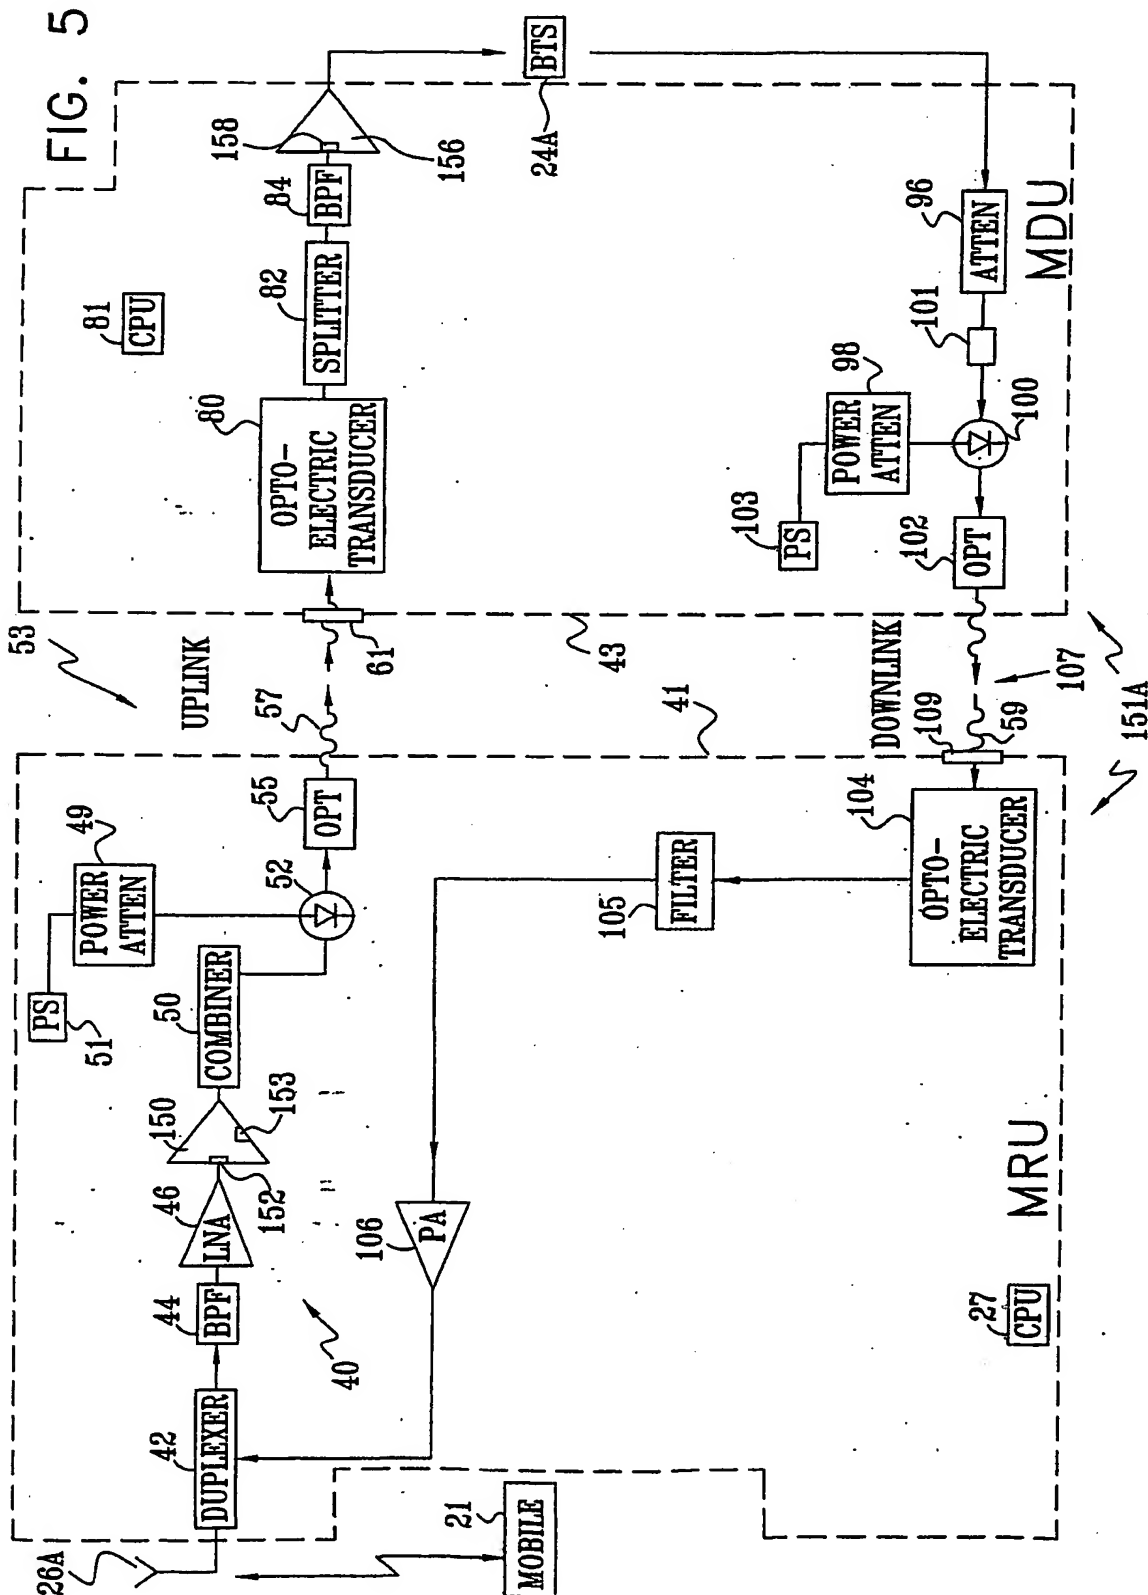 FIG. 5
53
UPLINK
26A
42
DUPLEXER
44
BPF
46
LNA
40
150
152
153
50
COMBINER
PS
51
49
POWER
ATTEN
52
55
OPT
57
61
80
OPTO-
ELECTRIC
TRANSDUCER
81
CPU
82
SPLITTER
84
BPF
158
156
BTS
24A
21
MOBILE
106
PA
105
FILTER
41
43
103
PS
98
POWER
ATTEN
96
ATTEN
101
100
102
OPT
DOWNLINK
107
59
109
104
OPTO-
ELECTRIC
TRANSDUCER
27
CPU
MRU
MDU
151A